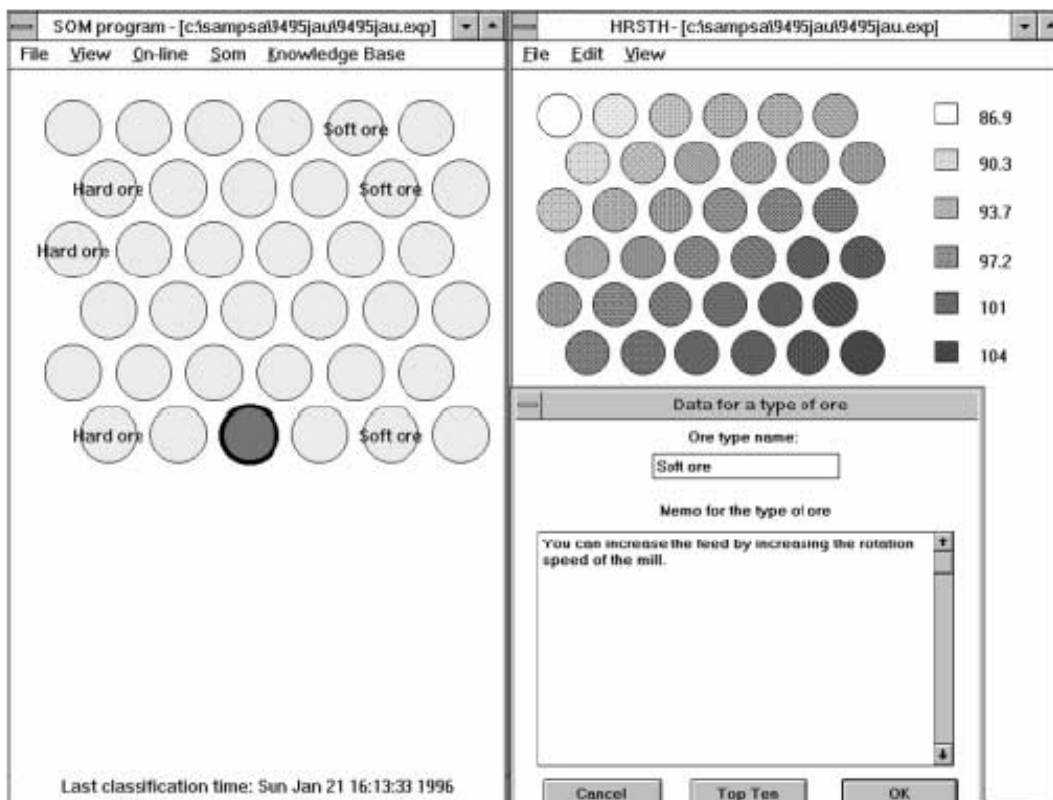 SOM program - [c:\sampsa\9495jau\9495jau.exp]
File View On-line Som Knowledge Base
Soft ore
Hard ore
Soft ore
Hard ore
Hard ore
Soft ore
Last classification time: Sun Jan 21 16:13:33 1996
HRSTH - [c:\sampsa\9495jau\9495jau.exp]
File Edit View
86.9
90.3
93.7
97.2
101
104
Data for a type of ore
Ore type name:
Soft ore
Memo for the type of ore
You can increase the feed by increasing the rotation
speed of the mill.
Cancel
Top Ten
OK